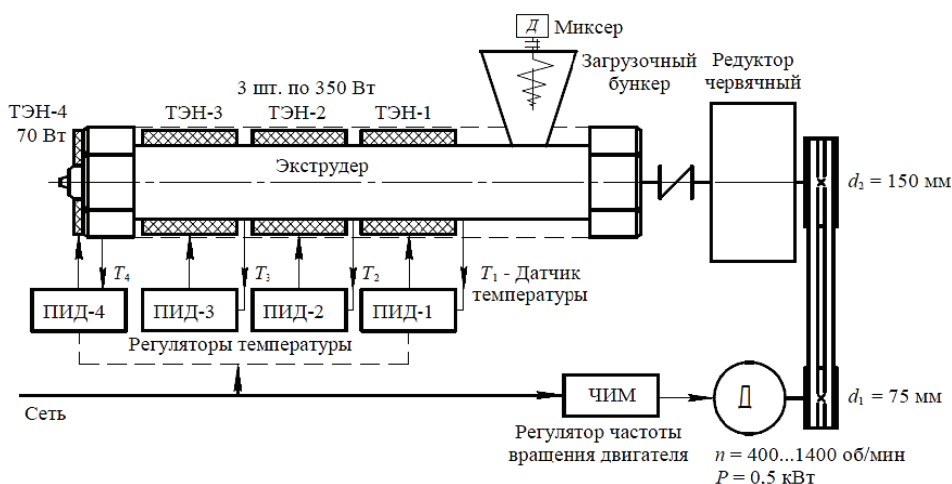 Д Миксер
Загрузочный
бункер
Редуктор
червячный
3 шт. по 350 Вт
ТЭН-4
70 Вт
ТЭН-3
ТЭН-2
ТЭН-1
Экструдер
d₂ = 150 мм
T₄
T₃
T₂
T₁ - Датчик
температуры
ПИД-4
ПИД-3
ПИД-2
ПИД-1
Регуляторы температуры
Сеть
ЧИМ
Д
d₁ = 75 мм
Регулятор частоты
вращения двигателя
n = 400...1400 об/мин
P = 0,5 кВт